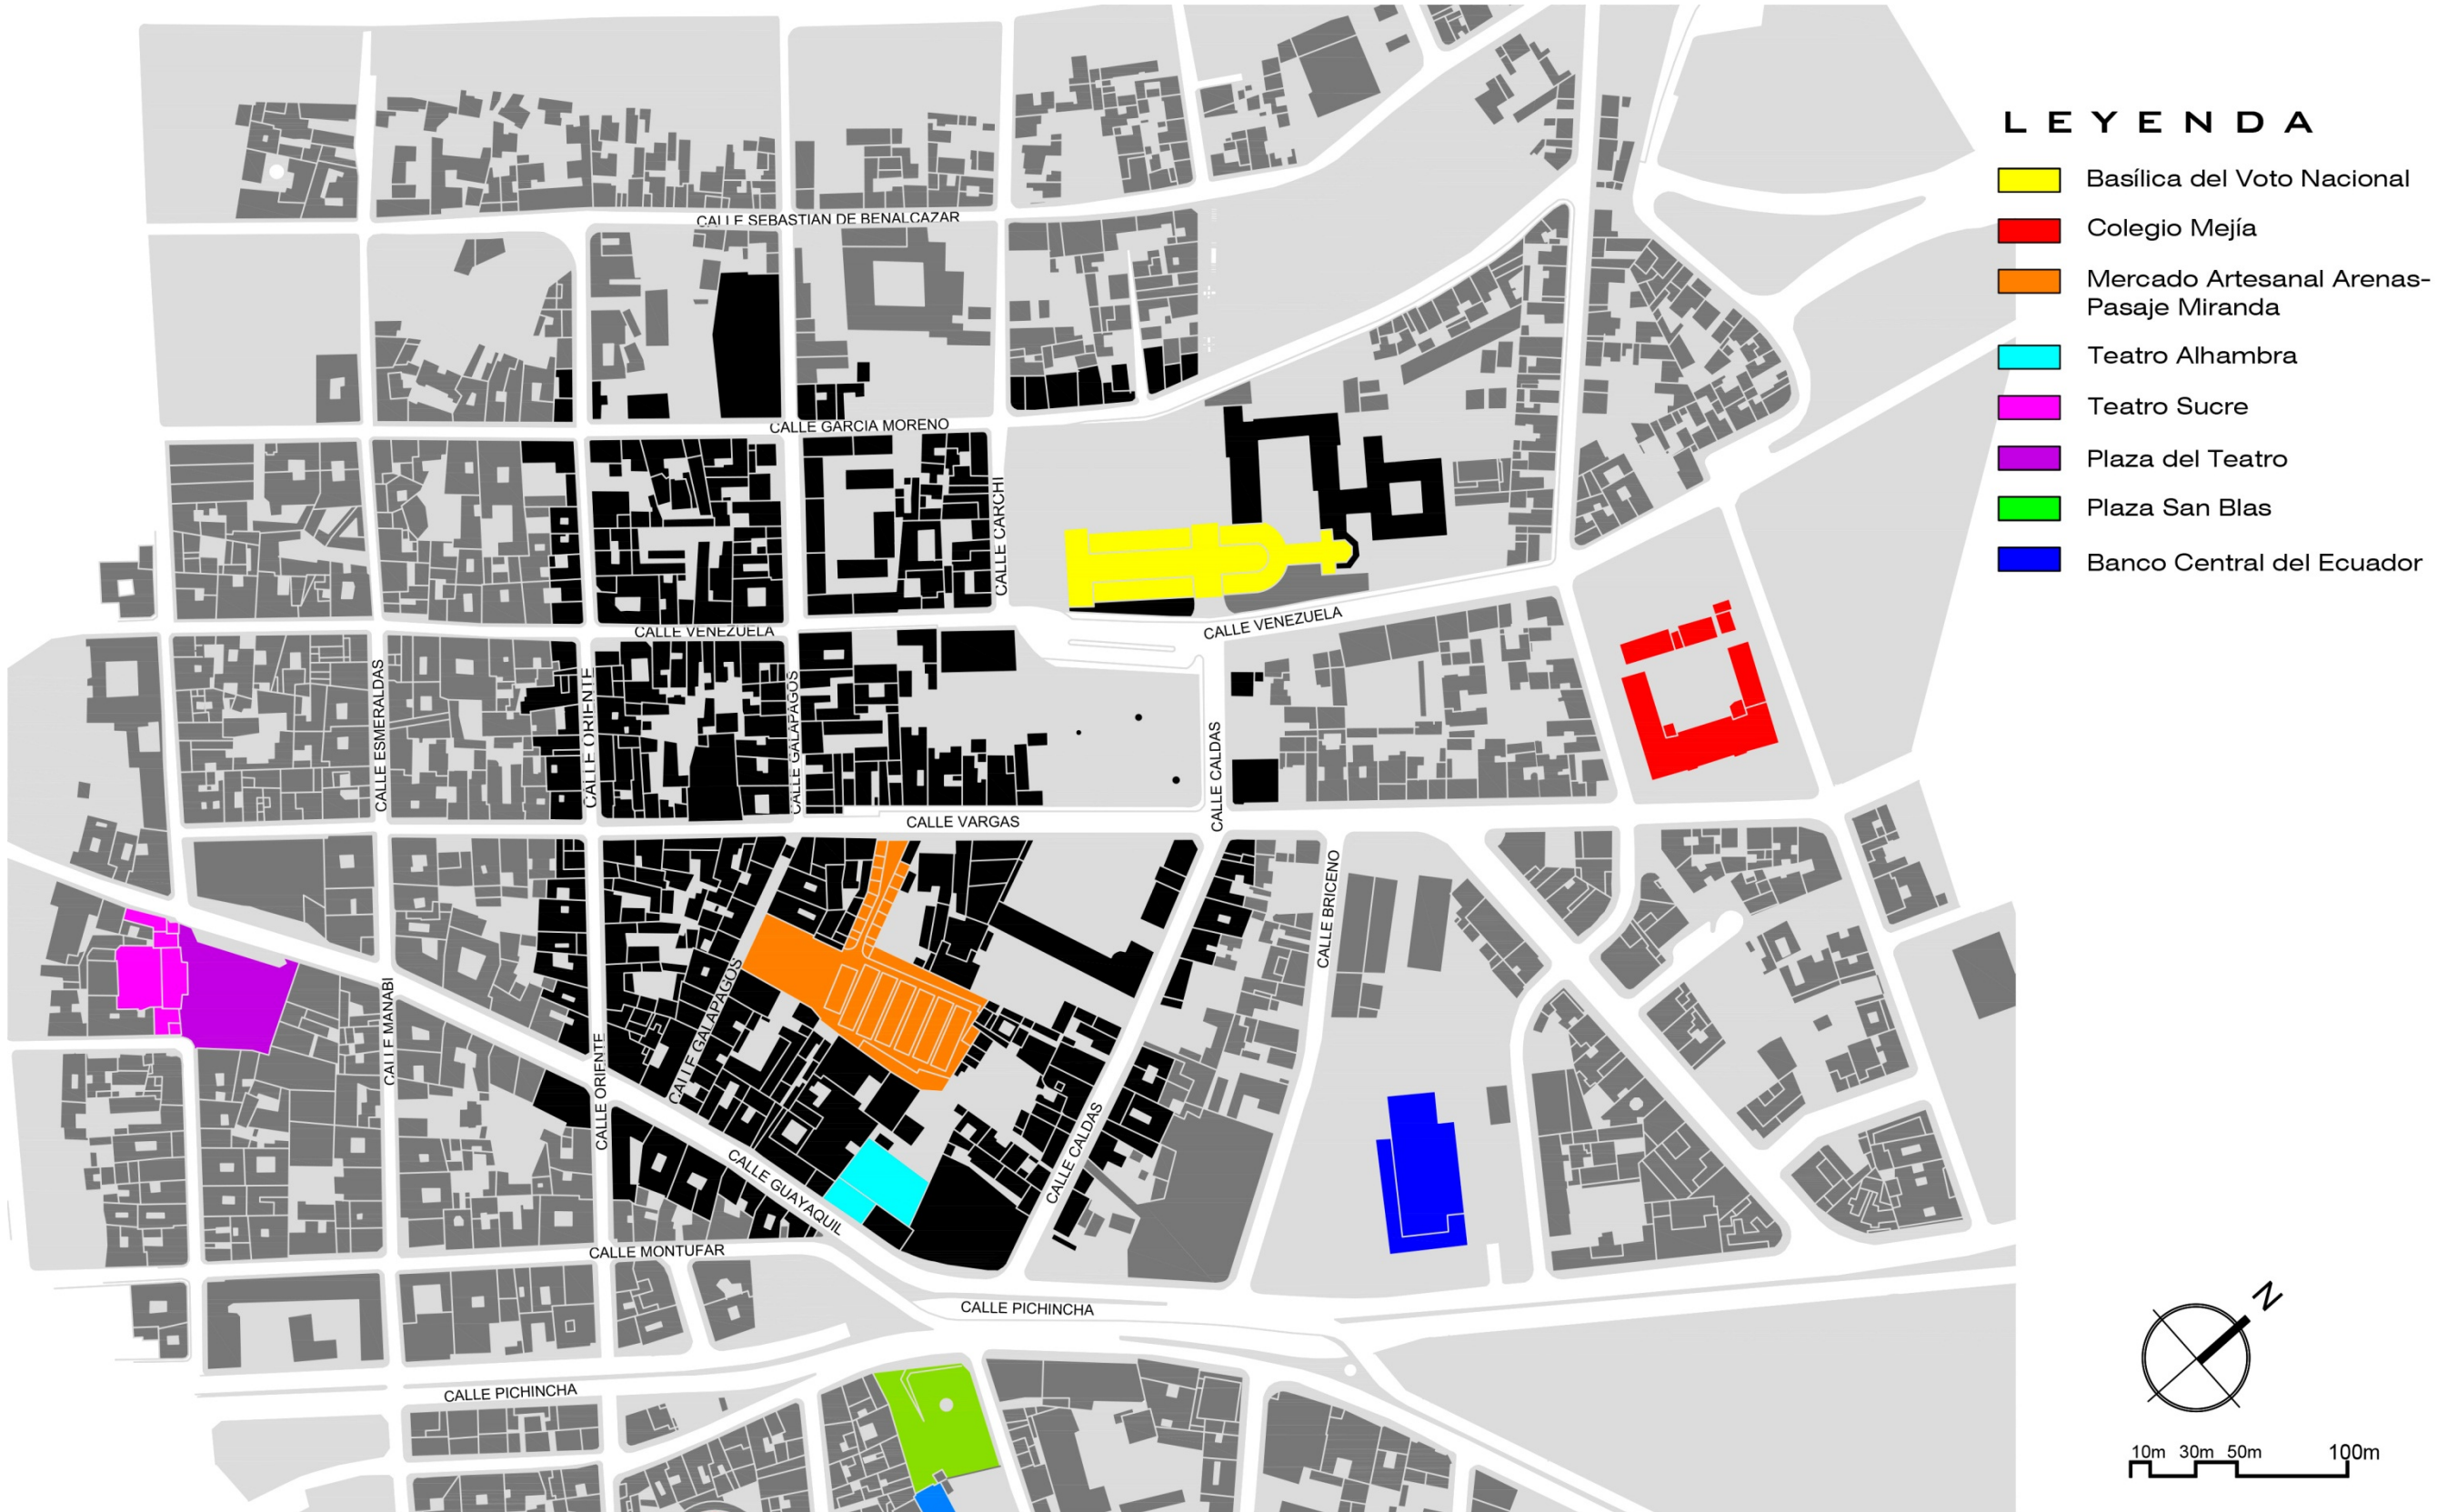 CALLE SEBASTIAN DE BENALCAZAR
CALLE GARCIA MORENO
CALLE CARCHI
CALLE VENEZUELA
CALLE VENEZUELA
CALLE ESMERALDAS
CALLE ORIENTE
CALLE GALAPAGOS
CALLE CALDAS
CALLE VARGAS
CALLE BRICENO
CALLE MANABI
CALLE GALAPAGOS
CALLE ORIENTE
CALLE CALDAS
CALLE GUAYAQUIL
CALLE MONTUFAR
CALLE PICHINCHA
CALLE PICHINCHA
LEYENDA
Basílica del Voto Nacional
Colegio Mejía
Mercado Artesanal Arenas-
Pasaje Miranda
Teatro Alhambra
Teatro Sucre
Plaza del Teatro
Plaza San Blas
Banco Central del Ecuador
N
10m 30m 50m 100m